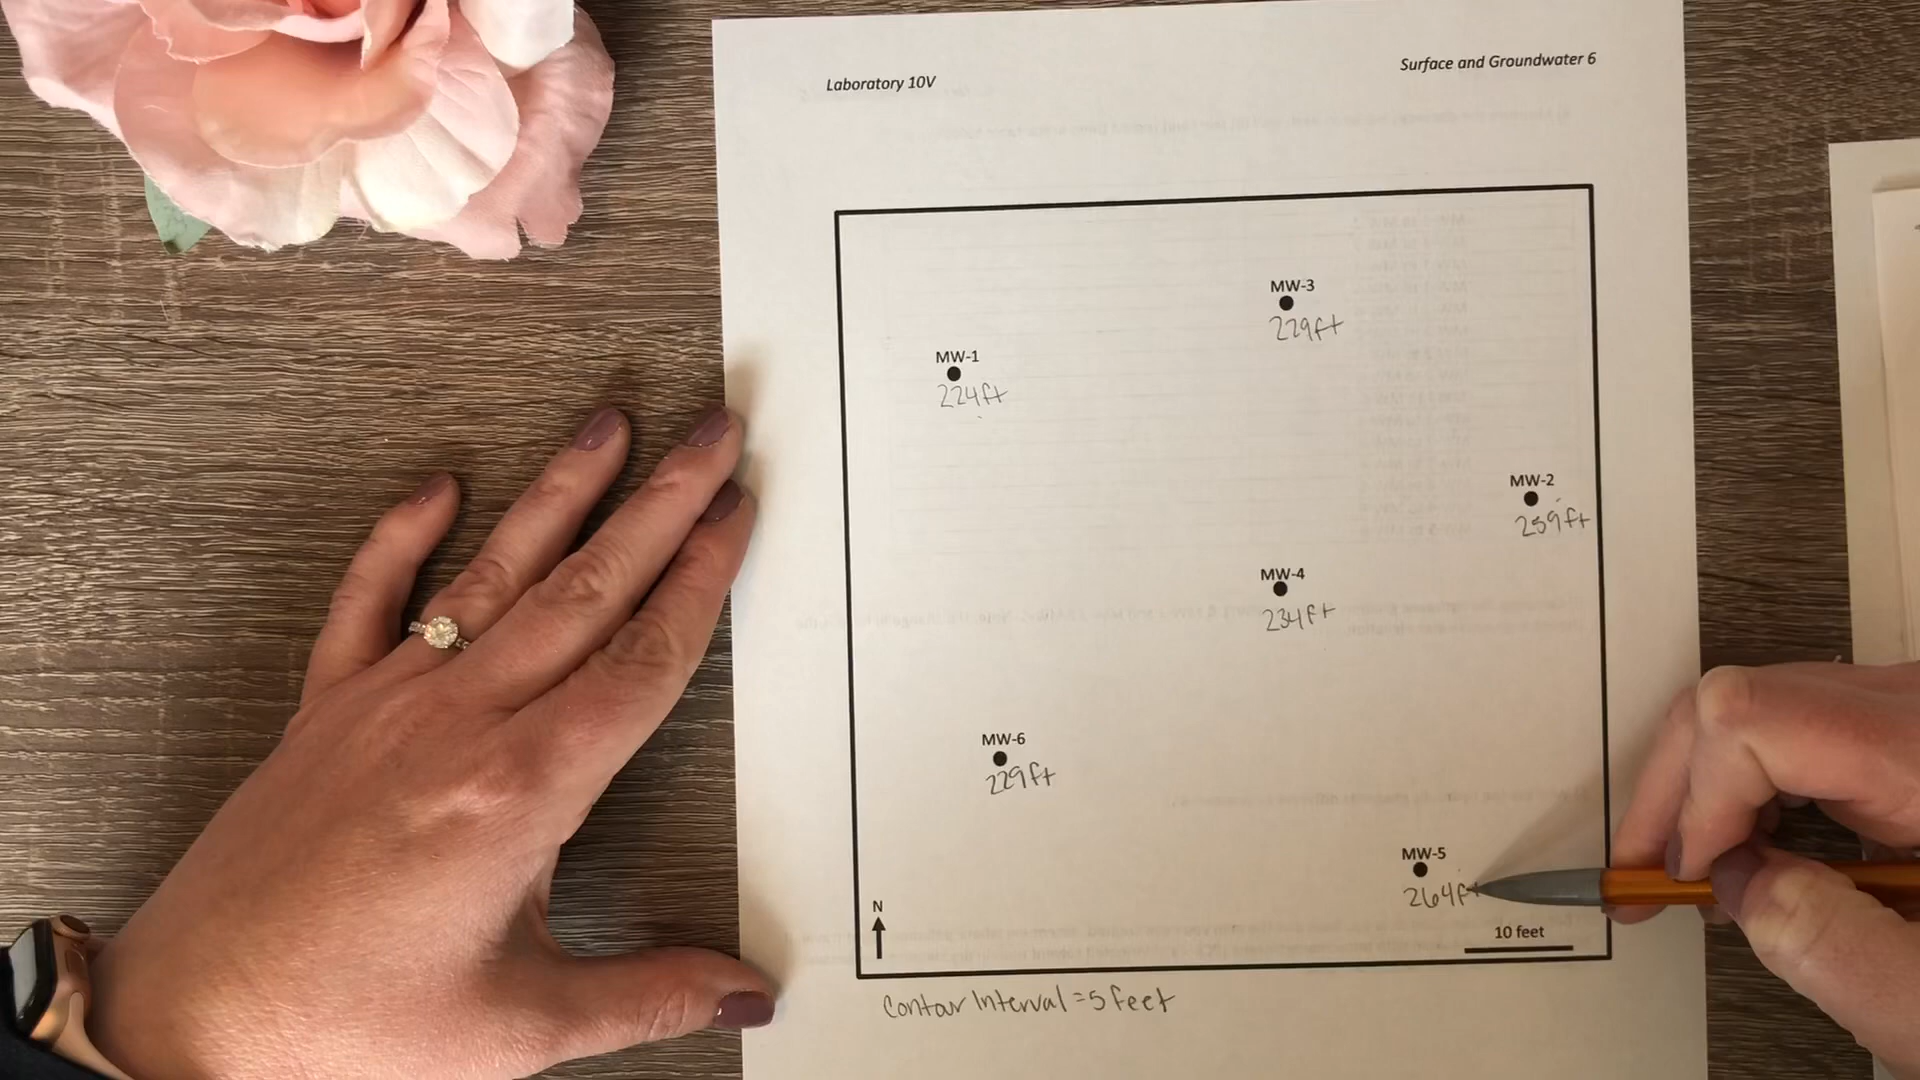 Laboratory 10V
Surface and Groundwater 6
MW-3
229ft
MW-1
224ft
MW-2
259ft
MW-4
234ft
MW-6
229ft
MW-5
264ft
N
10 feet
Contour Interval = 5 feet